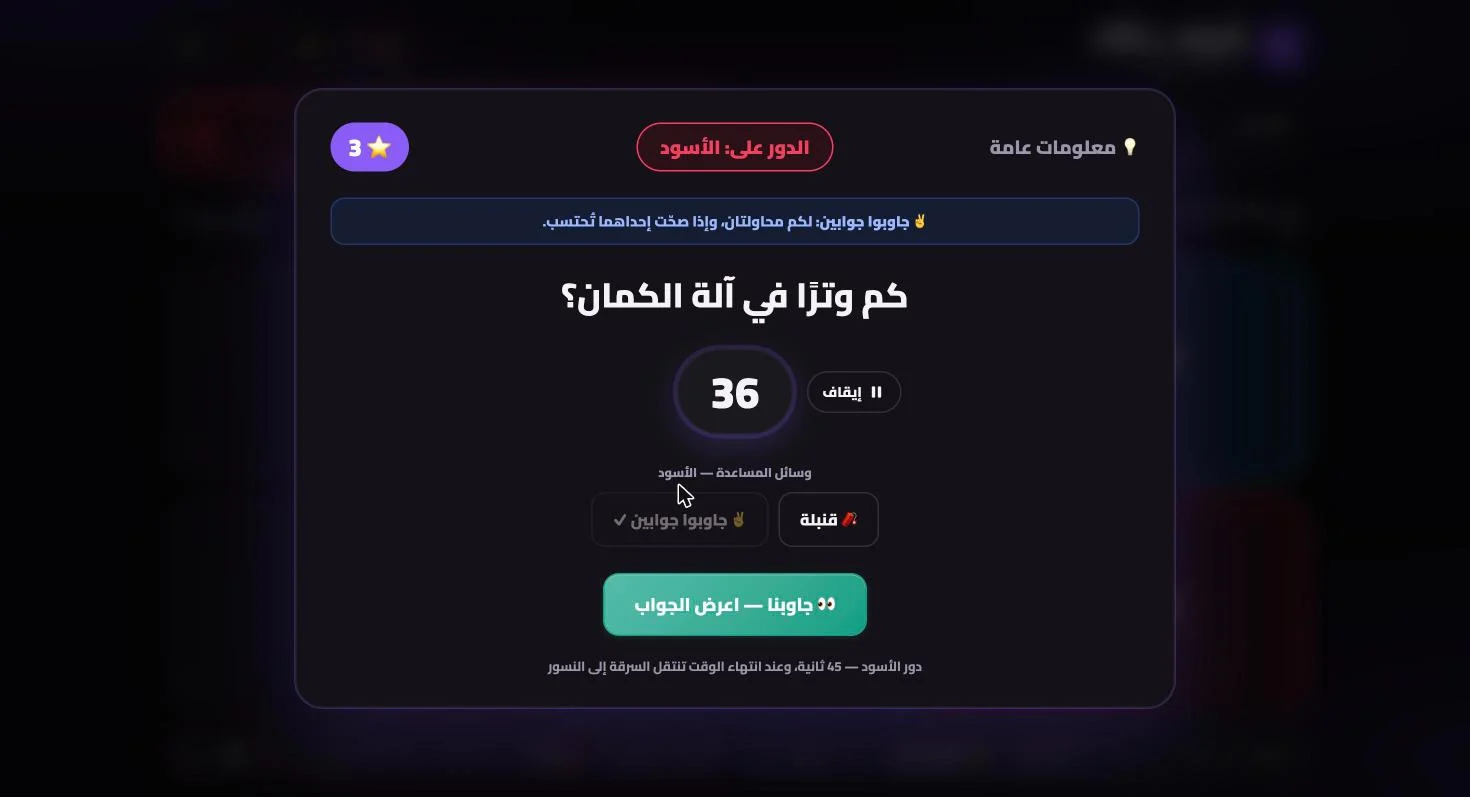 💡 معلومات عامة
الدور على: الأسود
⭐ 3
✌️ جاوبوا جوابين: لكم محاولتان، وإذا صحّت إحداهما تُحتسب.
كم وترًا في آلة الكمان؟
إيقاف
36
وسائل المساعدة — الأسود
🧨 قنبلة
✌️ جاوبوا جوابين ✓
👀 جاوبنا — اعرض الجواب
دور الأسود — 45 ثانية، وعند انتهاء الوقت تنتقل السرقة إلى النسور